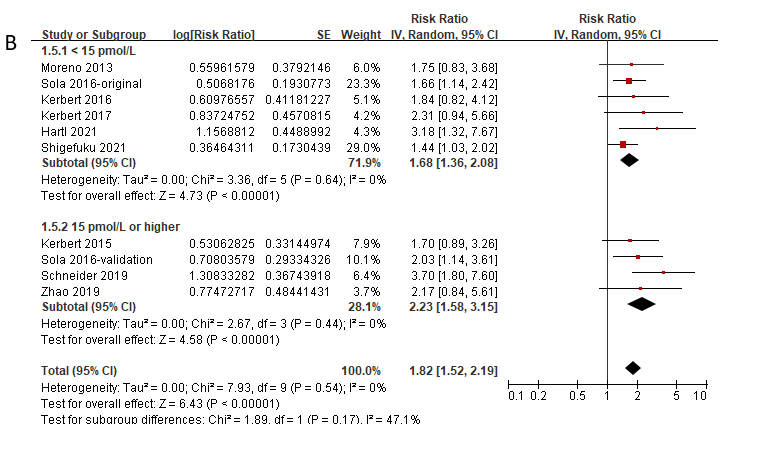 B
Risk Ratio Risk Ratio
Study or Subgroup log[Risk Ratio] SE Weight IV, Random, 95% CI IV, Random, 95% CI
1.5.1 < 15 pmol/L
Moreno 2013 0.55961579 0.3792146 6.0% 1.75 [0.83, 3.68]
Sola 2016-original 0.5068176 0.1930773 23.3% 1.66 [1.14, 2.42]
Kerbert 2016 0.60976557 0.41181227 5.1% 1.84 [0.82, 4.12]
Kerbert 2017 0.83724752 0.4570815 4.2% 2.31 [0.94, 5.66]
Hartl 2021 1.1568812 0.4488992 4.3% 3.18 [1.32, 7.67]
Shigefuku 2021 0.36464311 0.1730439 29.0% 1.44 [1.03, 2.02]
Subtotal (95% CI) 71.9% 1.68 [1.36, 2.08]
Heterogeneity: Tau² = 0.00; Chi² = 3.36, df = 5 (P = 0.64); I² = 0%
Test for overall effect: Z = 4.73 (P < 0.00001)
1.5.2 15 pmol/L or higher
Kerbert 2015 0.53062825 0.33144974 7.9% 1.70 [0.89, 3.26]
Sola 2016-validation 0.70803579 0.29334326 10.1% 2.03 [1.14, 3.61]
Schneider 2019 1.30833282 0.36743918 6.4% 3.70 [1.80, 7.60]
Zhao 2019 0.77472717 0.48441431 3.7% 2.17 [0.84, 5.61]
Subtotal (95% CI) 28.1% 2.23 [1.58, 3.15]
Heterogeneity: Tau² = 0.00; Chi² = 2.67, df = 3 (P = 0.44); I² = 0%
Test for overall effect: Z = 4.58 (P < 0.00001)
Total (95% CI) 100.0% 1.82 [1.52, 2.19]
Heterogeneity: Tau² = 0.00; Chi² = 7.93, df = 9 (P = 0.54); I² = 0%
Test for overall effect: Z = 6.43 (P < 0.00001)
Test for subgroup differences: Chi² = 1.89, df = 1 (P = 0.17), I² = 47.1%
0.1 0.2 0.5 1 2 5 10